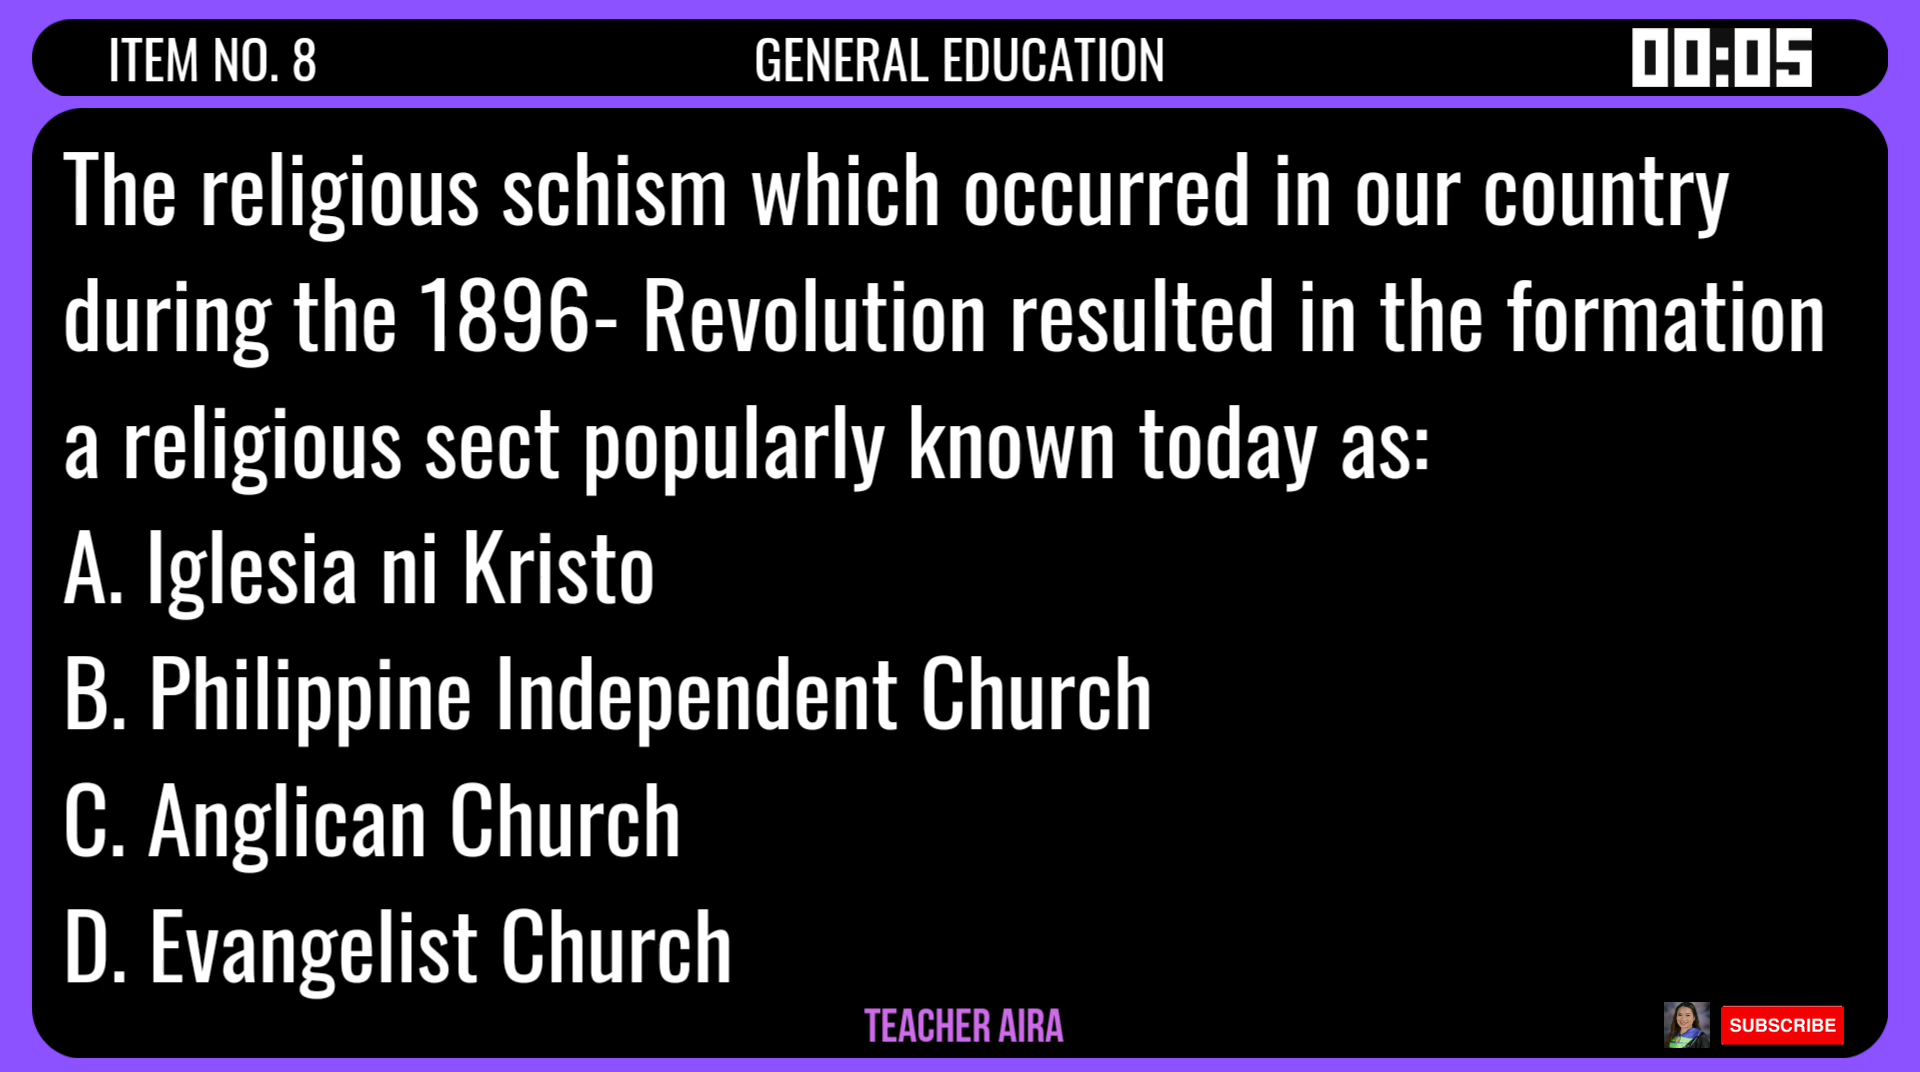 ITEM NO. 8
GENERAL EDUCATION
00:05
The religious schism which occurred in our country
during the 1896- Revolution resulted in the formation
a religious sect popularly known today as:
A. Iglesia ni Kristo
B. Philippine Independent Church
C. Anglican Church
D. Evangelist Church
TEACHER AIRA
SUBSCRIBE